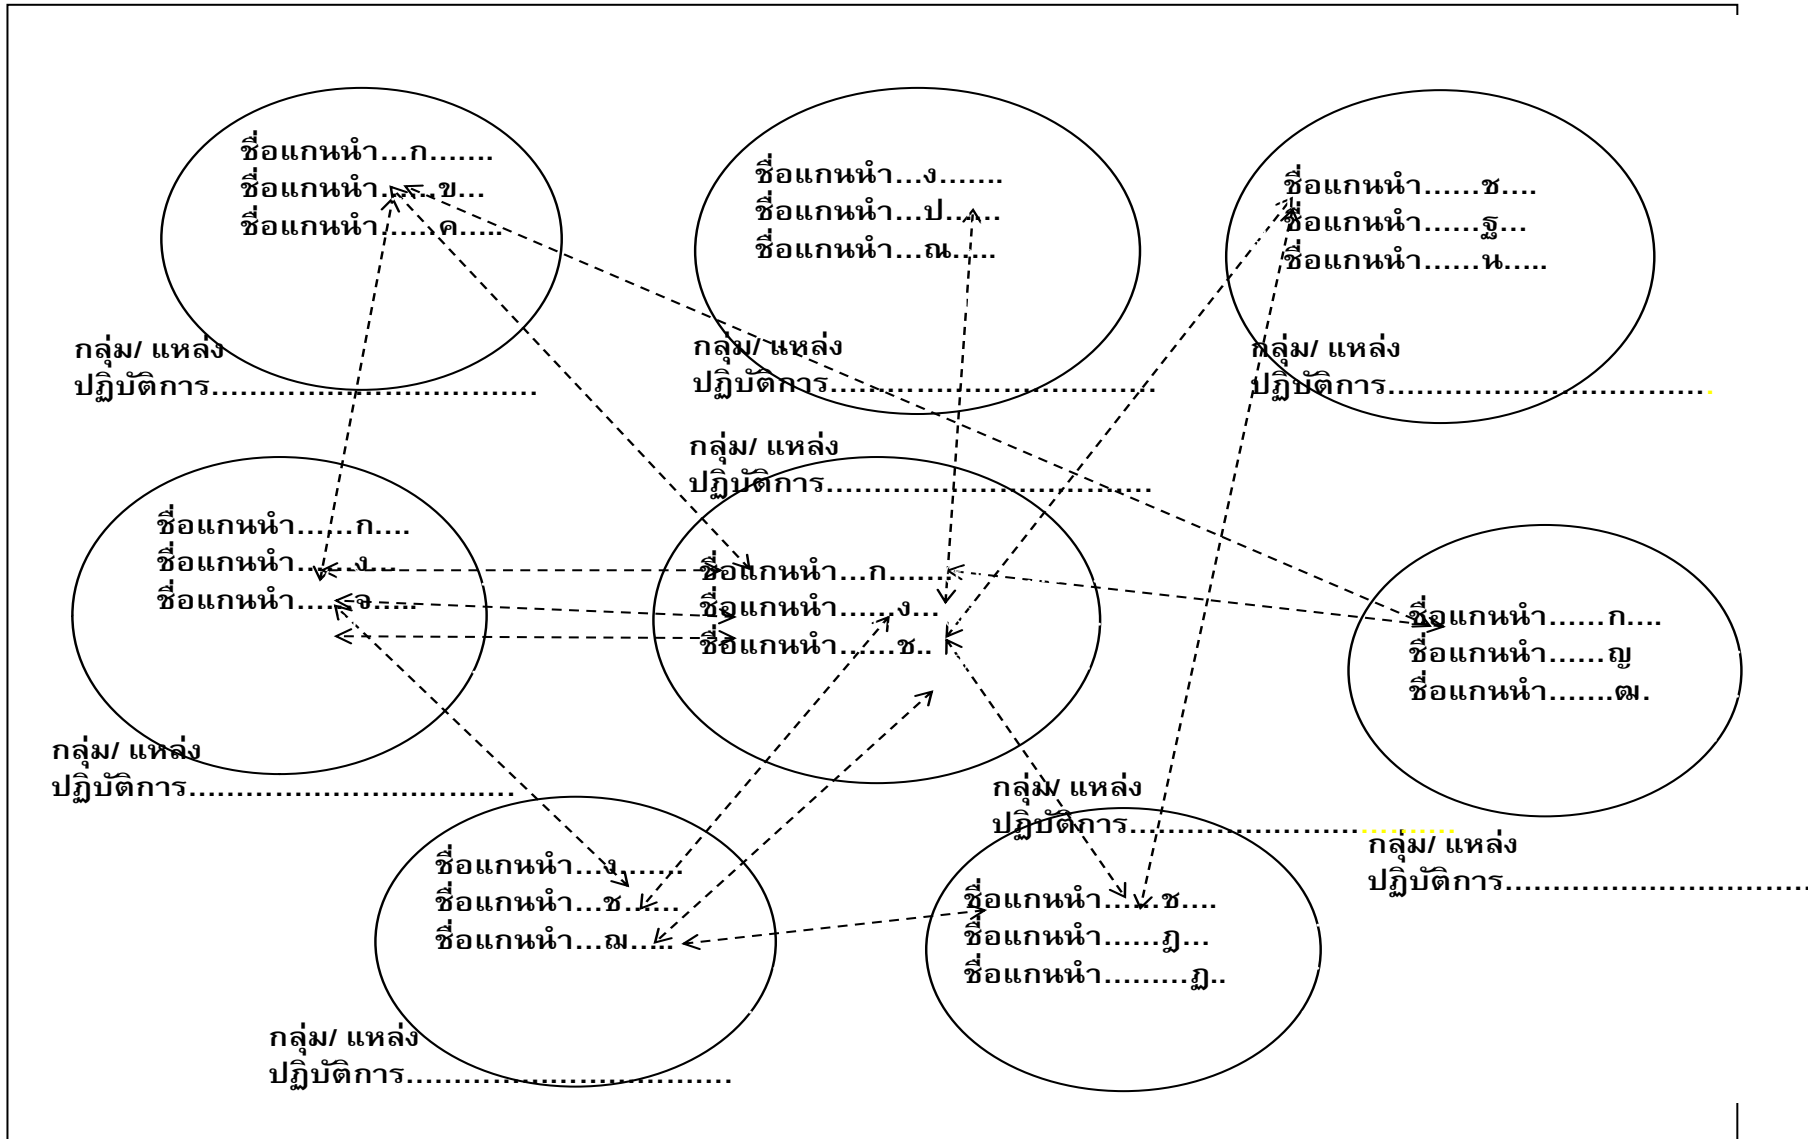 ชื่อแกนนำ...ก.......
ชื่อแกนนำ......ข...
ชื่อแกนนำ......ค.....
กลุ่ม/ แหล่ง
ปฏิบัติการ..................................
ชื่อแกนนำ...ง.......
ชื่อแกนนำ...ป......
ชื่อแกนนำ...ณ.....
กลุ่ม/ แหล่ง
ปฏิบัติการ..................................
ชื่อแกนนำ......ช....
ชื่อแกนนำ......ฐ...
ชื่อแกนนำ......น.....
กลุ่ม/ แหล่ง
ปฏิบัติการ..................................
ชื่อแกนนำ......ก....
ชื่อแกนนำ......ง...
ชื่อแกนนำ......จ.....
กลุ่ม/ แหล่ง
ปฏิบัติการ..................................
กลุ่ม/ แหล่ง
ปฏิบัติการ..................................
ชื่อแกนนำ...ก.......
ชื่อแกนนำ.......ง...
ชื่อแกนนำ......ช..
ชื่อแกนนำ......ก....
ชื่อแกนนำ......ญ
ชื่อแกนนำ.......ฒ.
กลุ่ม/ แหล่ง
ปฏิบัติการ..................................
ชื่อแกนนำ...ง.......
ชื่อแกนนำ...ช......
ชื่อแกนนำ...ฌ.....
กลุ่ม/ แหล่ง
ปฏิบัติการ..................................
กลุ่ม/ แหล่ง
ปฏิบัติการ..................................
ชื่อแกนนำ......ช....
ชื่อแกนนำ......ฎ...
ชื่อแกนนำ.........ฏ..